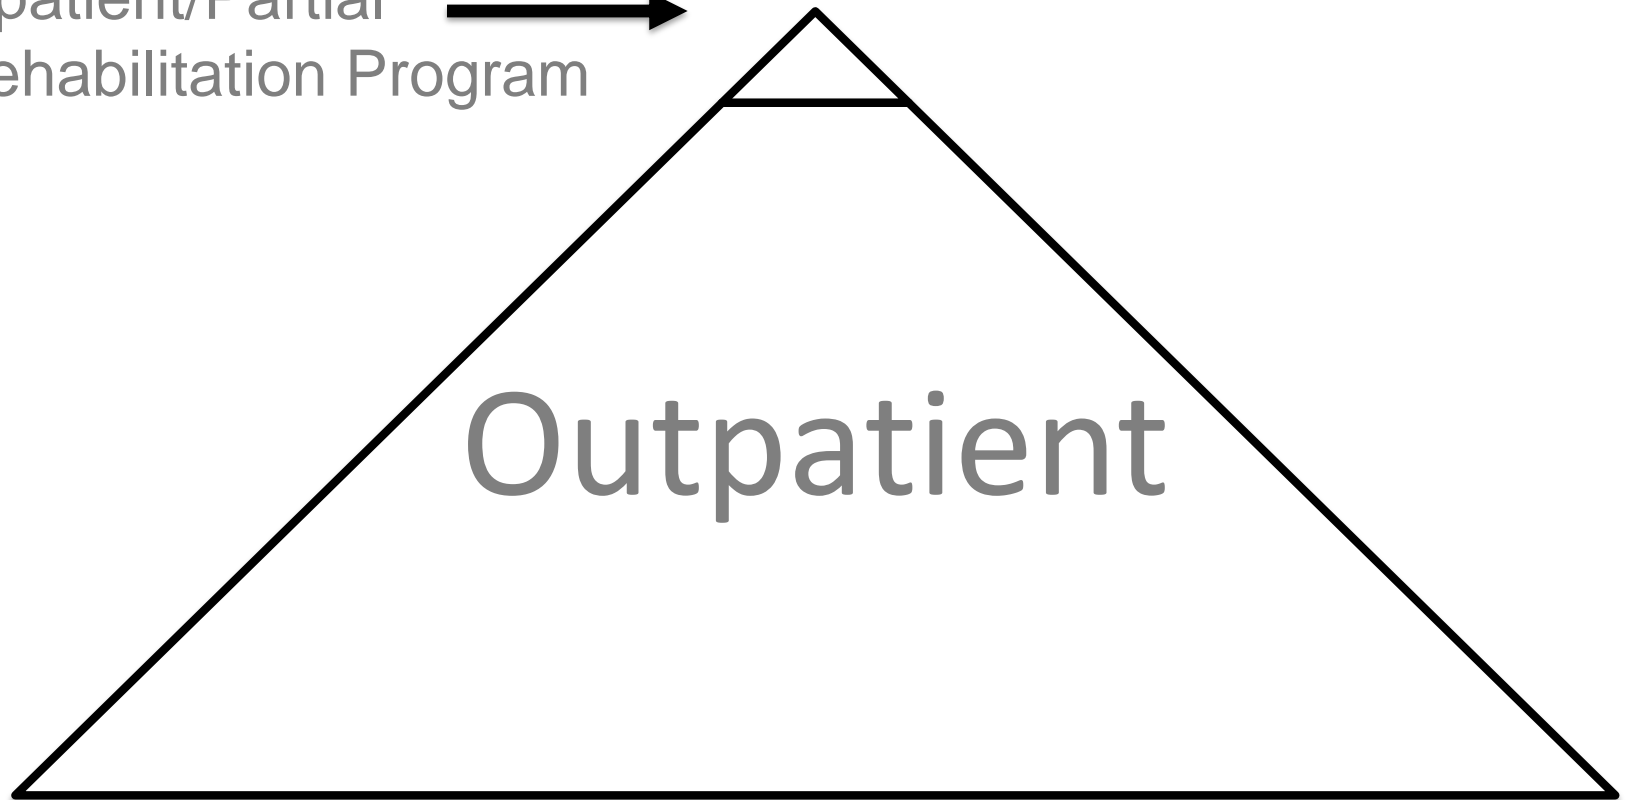 patient/Partial
ehabilitation Program
Outpatient